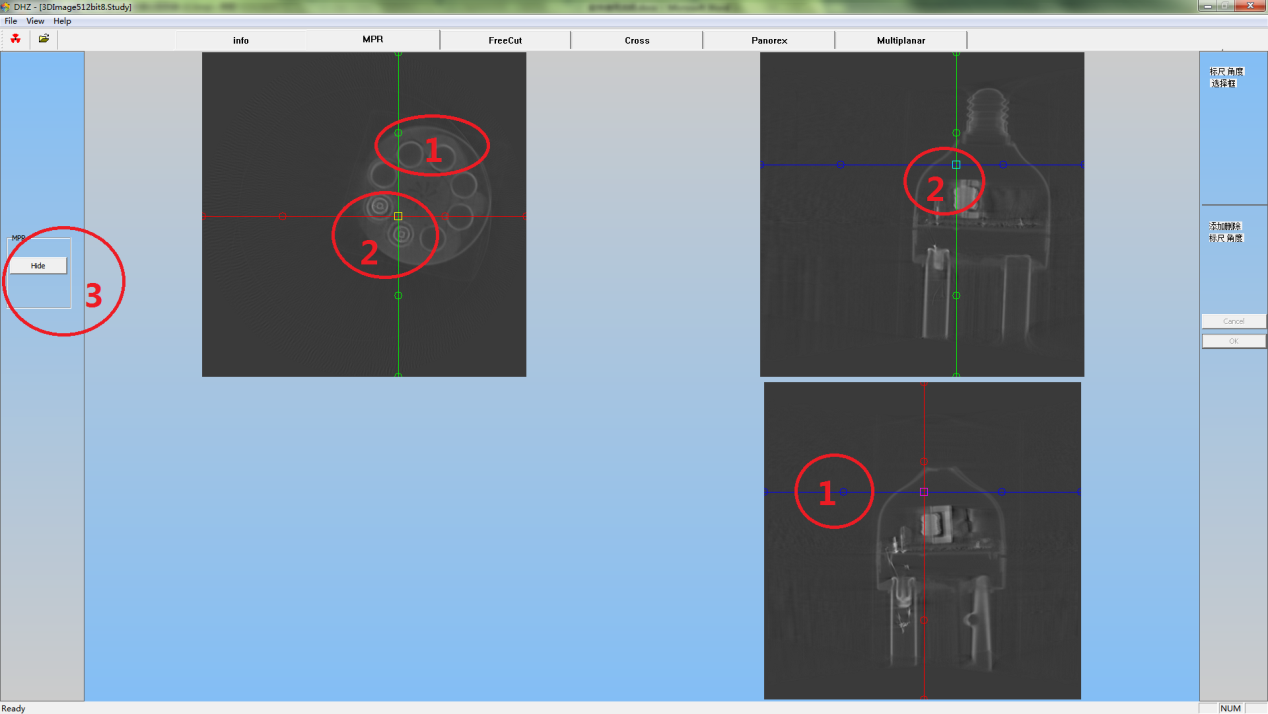 DHZ - [3DImage512bit8.Study]
File View Help
info MPR FreeCut Cross Panorex Multiplanar
标尺角度
选择框
1
2
2
添加删除
标尺角度
MPR
Hide
3
Cancel
OK
1
Ready
NUM